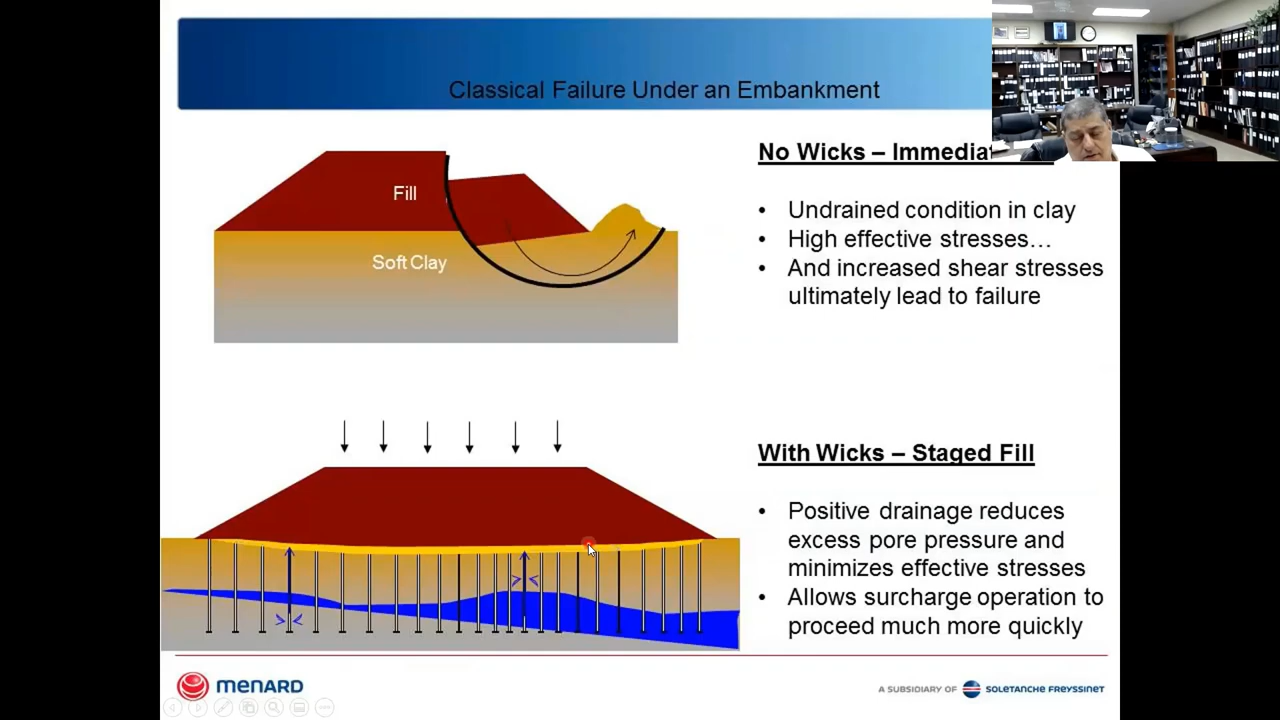 Classical Failure Under an Embankment
No Wicks – Immediat
Fill
Soft Clay
• Undrained condition in clay
• High effective stresses…
• And increased shear stresses
ultimately lead to failure
With Wicks – Staged Fill
• Positive drainage reduces
excess pore pressure and
minimizes effective stresses
• Allows surcharge operation to
proceed much more quickly
MENARD
A SUBSIDIARY OF SOLETANCHE FREYSSINET